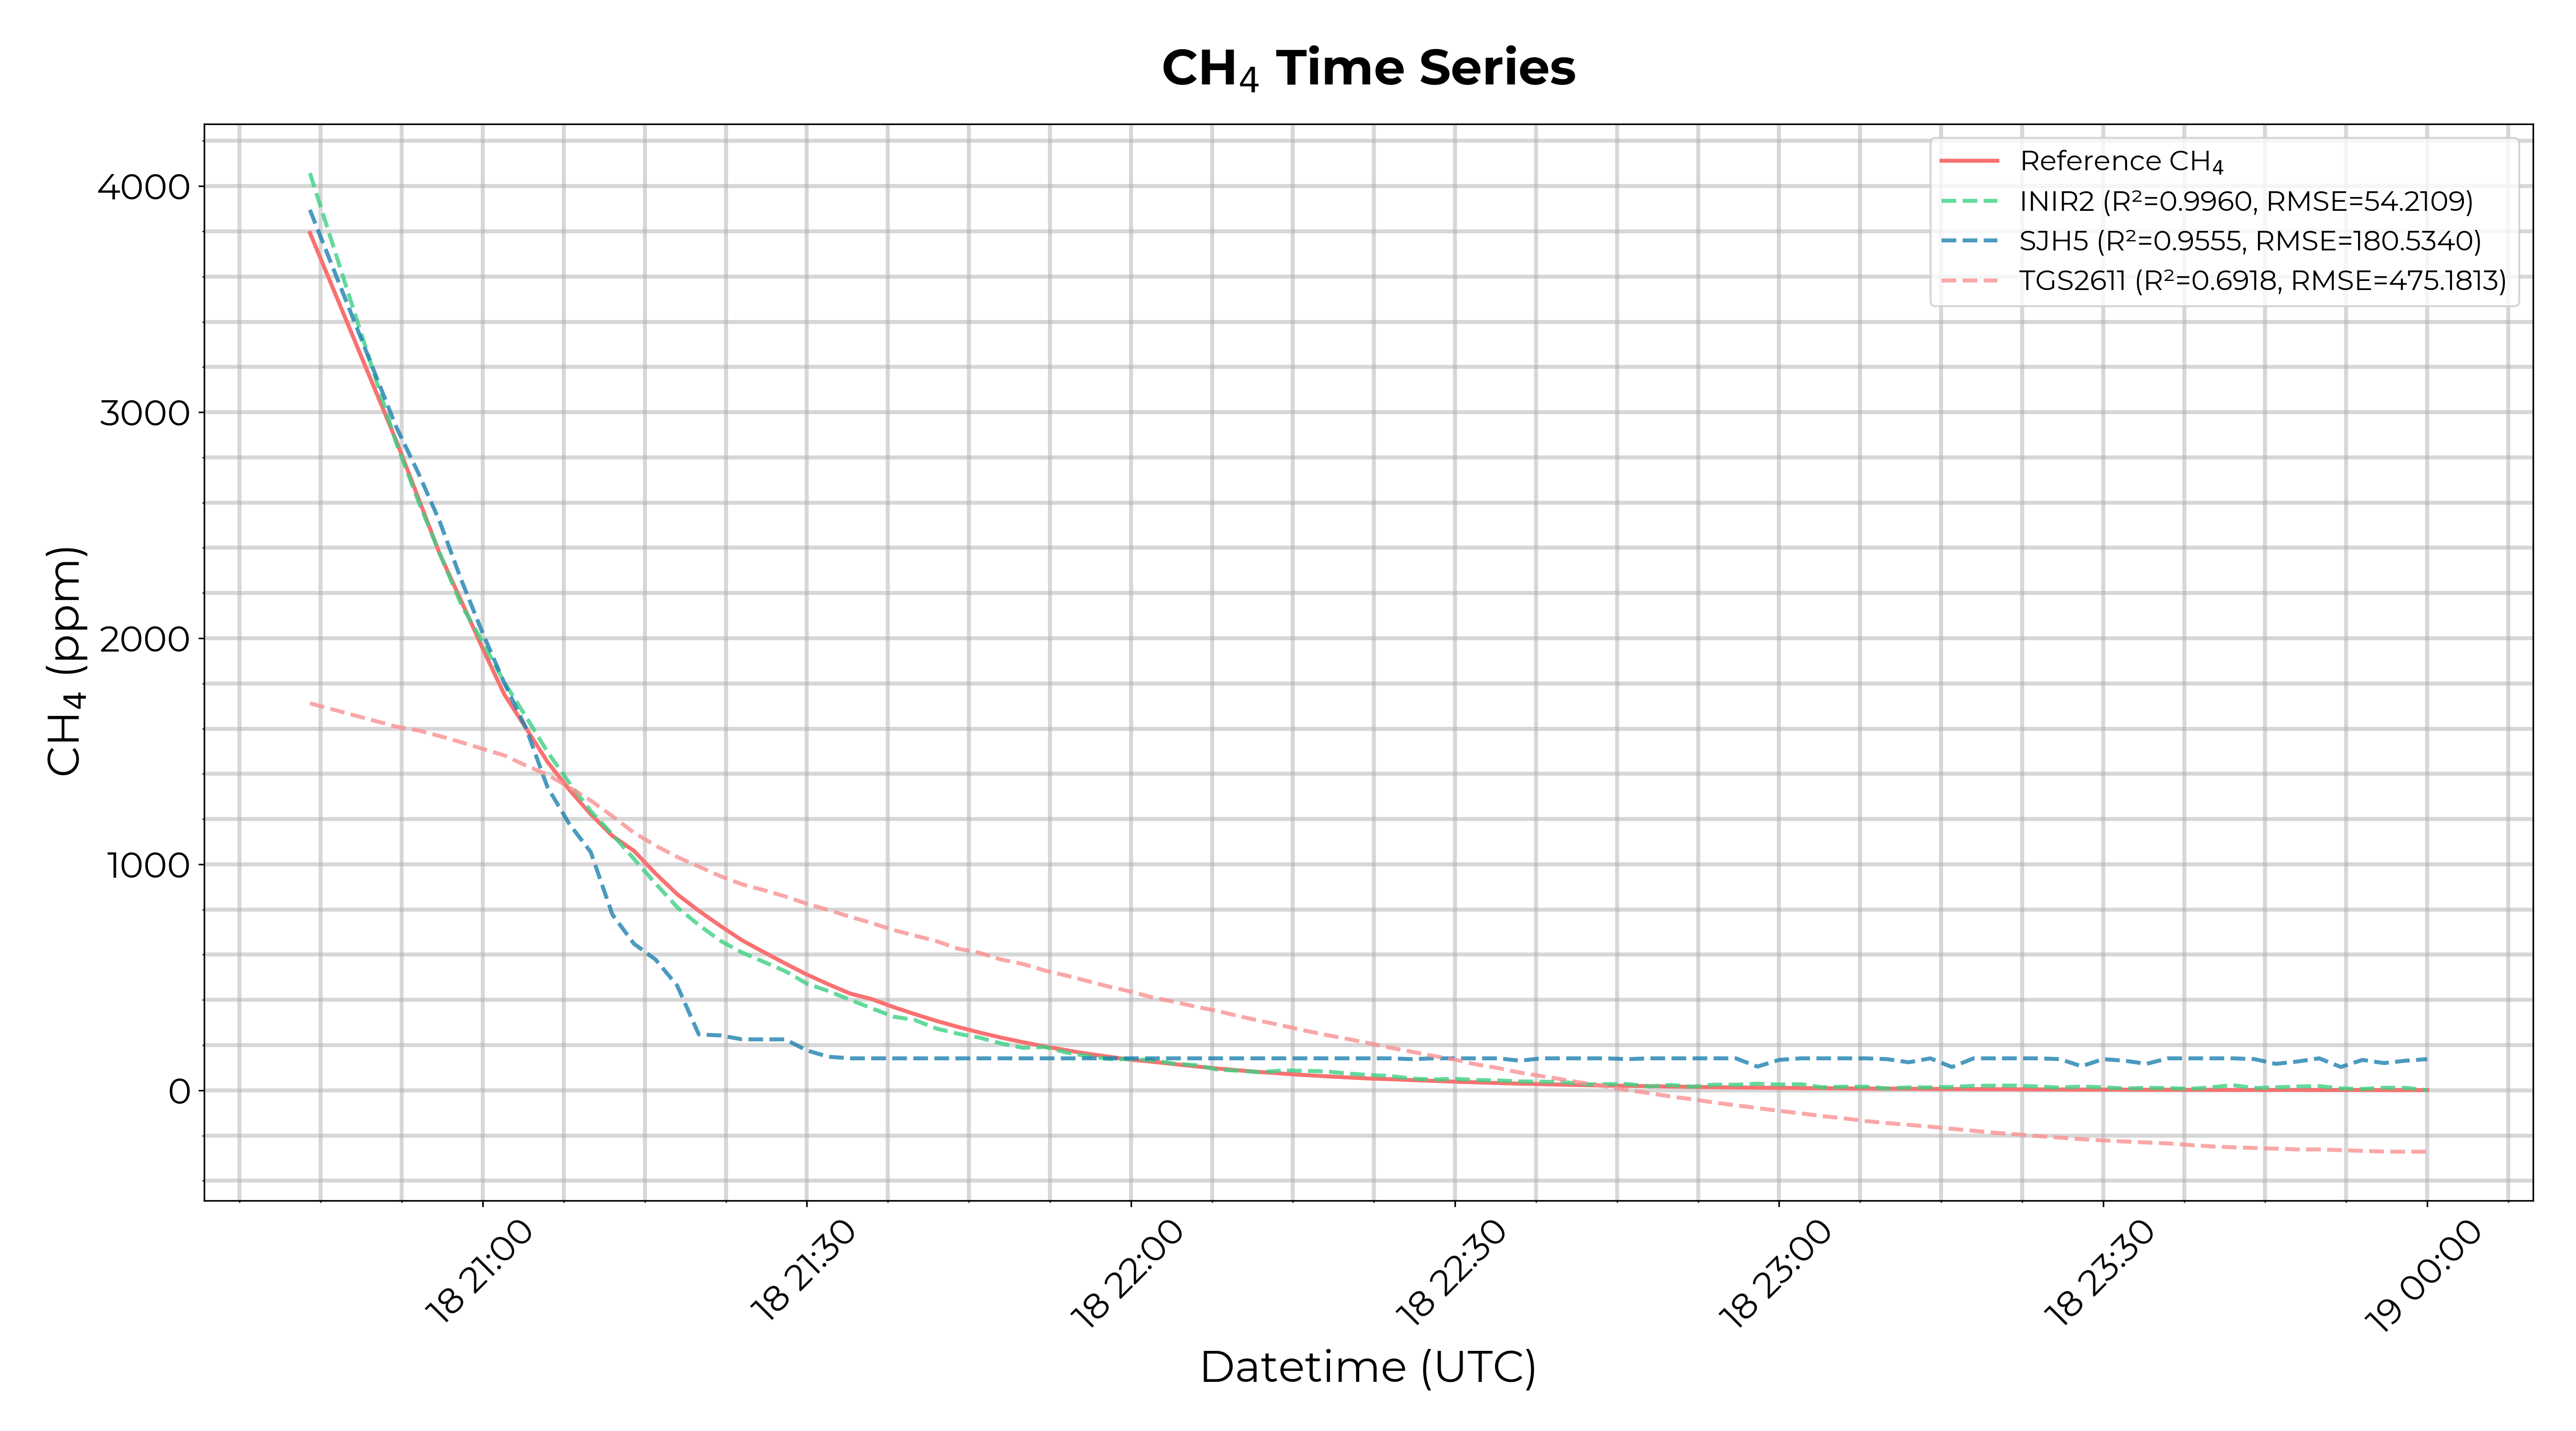 CH₄ Time Series
Reference CH₄
INIR2 (R²=0.9960, RMSE=54.2109)
SJH5 (R²=0.9555, RMSE=180.5340)
TGS2611 (R²=0.6918, RMSE=475.1813)
CH₄ (ppm)
4000
3000
2000
1000
0
18 21:00
18 21:30
18 22:00
18 22:30
18 23:00
18 23:30
19 00:00
Datetime (UTC)